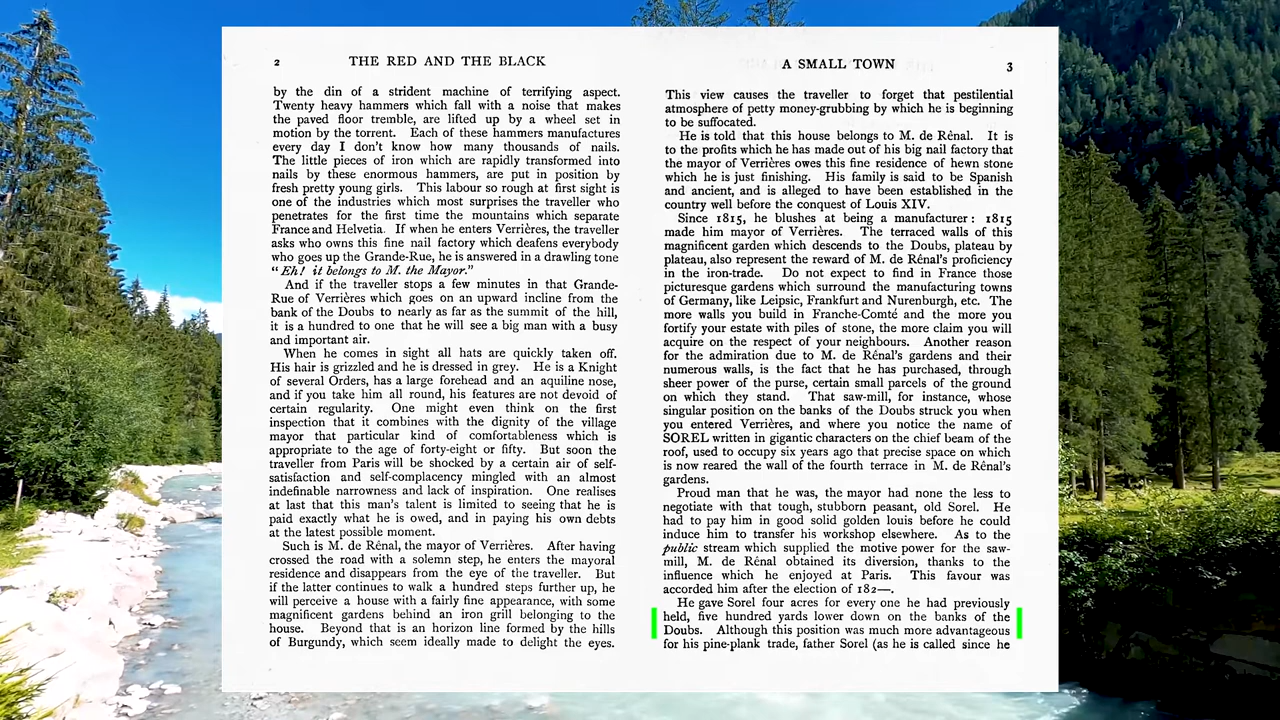 2
THE RED AND THE BLACK
by the din of a strident machine of terrifying aspect.
Twenty heavy hammers which fall with a noise that makes
the paved floor tremble, are lifted up by a wheel set in
motion by the torrent. Each of these hammers manufactures
every day I don't know how many thousands of nails.
The little pieces of iron which are rapidly transformed into
nails by these enormous hammers, are put in position by
fresh pretty young girls. This labour so rough at first sight is
one of the industries which most surprises the traveller who
penetrates for the first time the mountains which separate
France and Helvetia. If when he enters Verrières, the traveller
asks who owns this fine nail factory which deafens everybody
who goes up the Grande-Rue, he is answered in a drawling tone
"Eh! it belongs to M. the Mayor."
And if the traveller stops a few minutes in that Grande-
Rue of Verrières which goes on an upward incline from the
bank of the Doubs to nearly as far as the summit of the hill,
it is a hundred to one that he will see a big man with a busy
and important air.
When he comes in sight all hats are quickly taken off.
His hair is grizzled and he is dressed in grey. He is a Knight
of several Orders, has a large forehead and an aquiline nose,
and if you take him all round, his features are not devoid of
certain regularity. One might even think on the first
inspection that it combines with the dignity of the village
mayor that particular kind of comfortableness which is
appropriate to the age of forty-eight or fifty. But soon the
traveller from Paris will be shocked by a certain air of self-
satisfaction and self-complacency mingled with an almost
indefinable narrowness and lack of inspiration. One realises
at last that this man's talent is limited to seeing that he is
paid exactly what he is owed, and in paying his own debts
at the latest possible moment.
Such is M. de Rénal, the mayor of Verrières. After having
crossed the road with a solemn step, he enters the mayoral
residence and disappears from the eye of the traveller. But
if the latter continues to walk a hundred steps further up, he
will perceive a house with a fairly fine appearance, with some
magnificent gardens behind an iron grill belonging to the
house. Beyond that is an horizon line formed by the hills
of Burgundy, which seem ideally made to delight the eyes.
A SMALL TOWN
3
This view causes the traveller to forget that pestilential
atmosphere of petty money-grubbing by which he is beginning
to be suffocated.
He is told that this house belongs to M. de Rênal. It is
to the profits which he has made out of his big nail factory that
the mayor of Verrières owes this fine residence of hewn stone
which he is just finishing. His family is said to be Spanish
and ancient, and is alleged to have been established in the
country well before the conquest of Louis XIV.
Since 1815, he blushes at being a manufacturer: 1815
made him mayor of Verrières. The terraced walls of this
magnificent garden which descends to the Doubs, plateau by
plateau, also represent the reward of M. de Rênal's proficiency
in the iron-trade. Do not expect to find in France those
picturesque gardens which surround the manufacturing towns
of Germany, like Leipsic, Frankfurt and Nurenburgh, etc. The
more walls you build in Franche-Comté and the more you
fortify your estate with piles of stone, the more claim you will
acquire on the respect of your neighbours. Another reason
for the admiration due to M. de Rênal's gardens and their
numerous walls, is the fact that he has purchased, through
sheer power of the purse, certain small parcels of the ground
on which they stand. That saw-mill, for instance, whose
singular position on the banks of the Doubs struck you when
you entered Verrières, and where you notice the name of
SOREL written in gigantic characters on the chief beam of the
roof, used to occupy six years ago that precise space on which
is now reared the wall of the fourth terrace in M. de Rênal's
gardens.
Proud man that he was, the mayor had none the less to
negotiate with that tough, stubborn peasant, old Sorel. He
had to pay him in good solid golden louis before he could
induce him to transfer his workshop elsewhere. As to the
public stream which supplied the motive power for the saw-
mill, M. de Rênal obtained its diversion, thanks to the
influence which he enjoyed at Paris. This favour was
accorded him after the election of 182—.
He gave Sorel four acres for every one he had previously
held, five hundred yards lower down on the banks of the
Doubs. Although this position was much more advantageous
for his pine-plank trade, father Sorel (as he is called since he